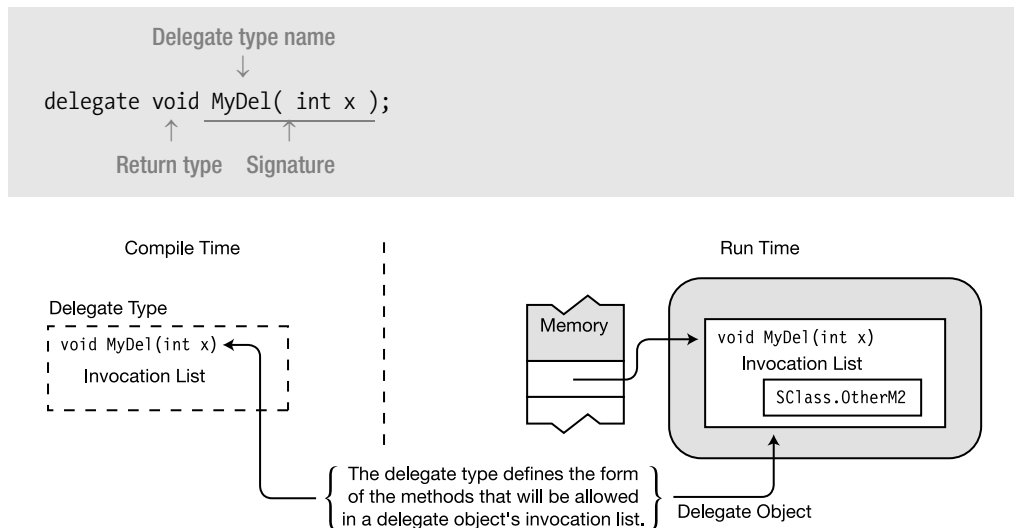 Delegate type name
delegate void MyDel( int x );
Return type Signature
Compile Time
Run Time
Delegate Type
void MyDel(int x)
Invocation List
Memory
void MyDel(int x)
Invocation List
SClass.OtherM2
The delegate type defines the form
of the methods that will be allowed
in a delegate object's invocation list.
Delegate Object